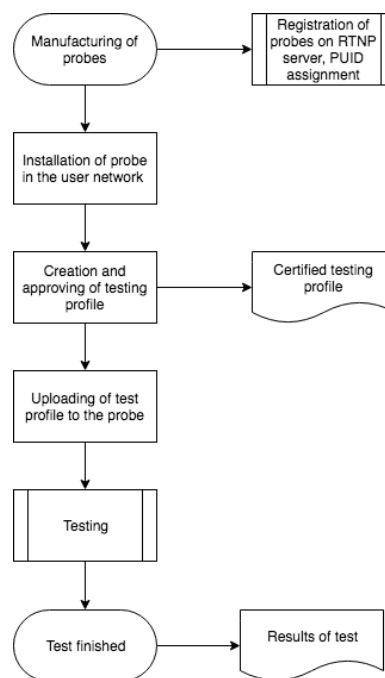 Manufacturing of
probes
Registration of
probes on RTNP
server, PUID
assignment
Installation of probe
in the user network
Creation and
approving of testing
profile
Certified testing
profile
Uploading of test
profile to the probe
Testing
Test finished
Results of test